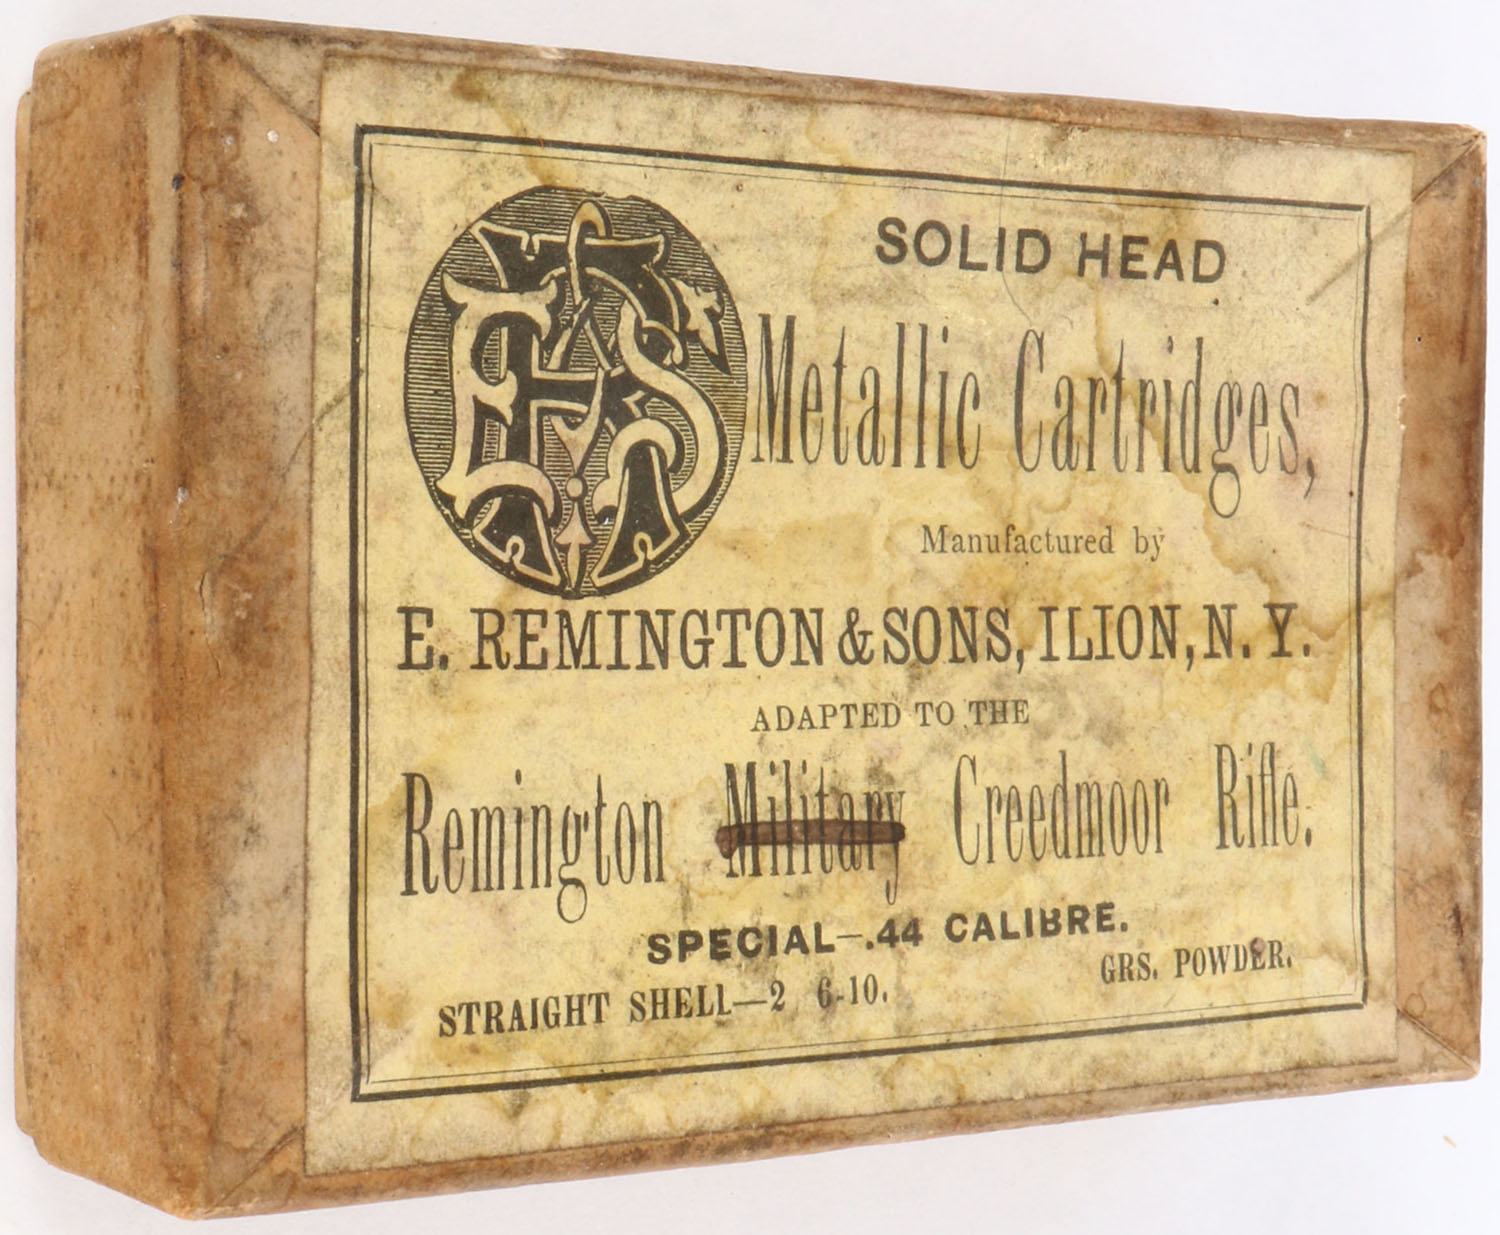 SOLID HEAD
Metallic Cartridges,
Manufactured by
E. REMINGTON & SONS, ILION, N. Y.
ADAPTED TO THE
Remington Military Creedmoor Rifle.
SPECIAL-.44 CALIBRE.
GRS. POWDER.
STRAIGHT SHELL—2 6-10.